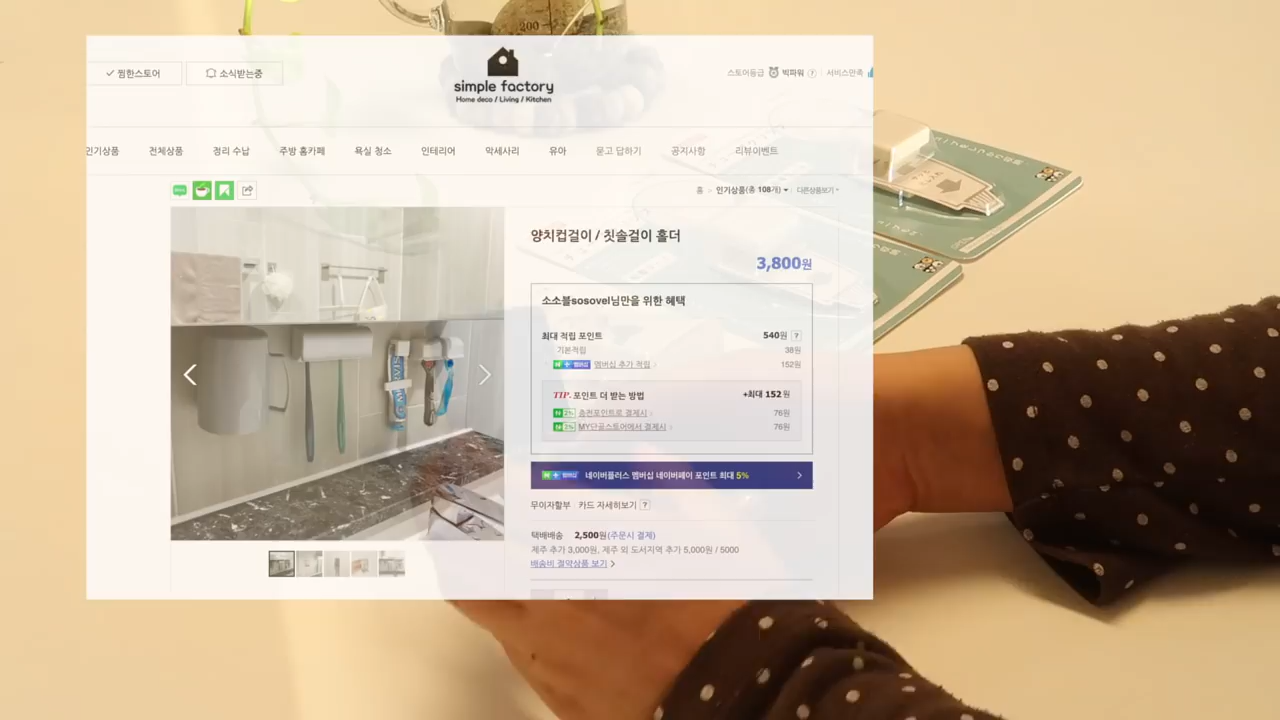 200
찜한스토어
소식받는중
simple factory
Home deco / Living / Kitchen
스토어등급 빅파워 ? 서비스만족
인기상품 전체상품 정리 수납 주방 홈카페 욕실 청소 인테리어 악세사리 유아 묻고 답하기 공지사항 리뷰이벤트
홈 > 인기상품(총 108개) 다른상품보기
양치컵걸이 / 칫솔걸이 홀더
3,800원
소소블sosovel님만을 위한 혜택
최대 적립 포인트 540원 ?
기본적립 38원
N + 멤버십 멤버십 추가 적립 152원
TIP. 포인트 더 받는 방법 +최대 152원
N 2% 충전포인트로 결제시 76원
N 2% MY단골스토어에서 결제시 76원
N + 멤버십 네이버플러스 멤버십 네이버페이 포인트 최대 5%
무이자할부 카드 자세히보기 ?
택배배송 2,500원(주문시 결제)
제주 추가 3,000원, 제주 외 도서지역 추가 5,000원 / 5000
배송비 절약상품 보기 >